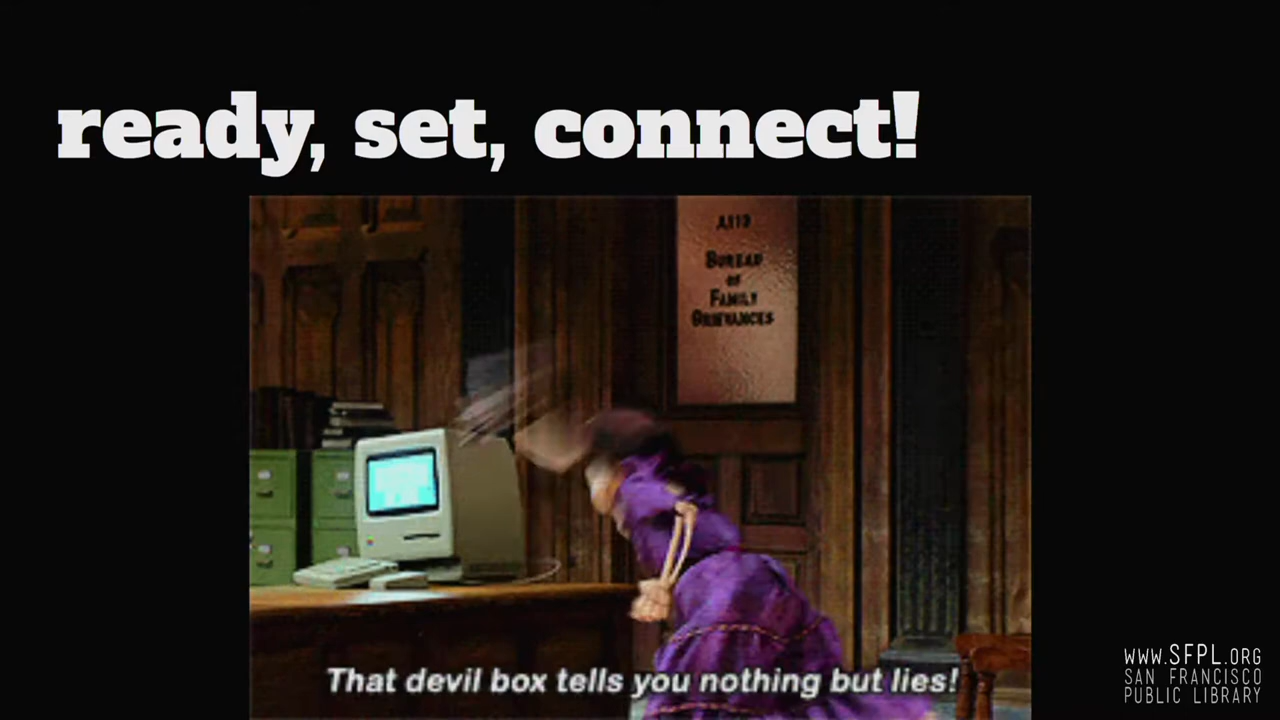 ready, set, connect!
A113
BUREAU
OF
FAMILY
GRIEVANCES
That devil box tells you nothing but lies!
WWW.SFPL.ORG
SAN FRANCISCO
PUBLIC LIBRARY